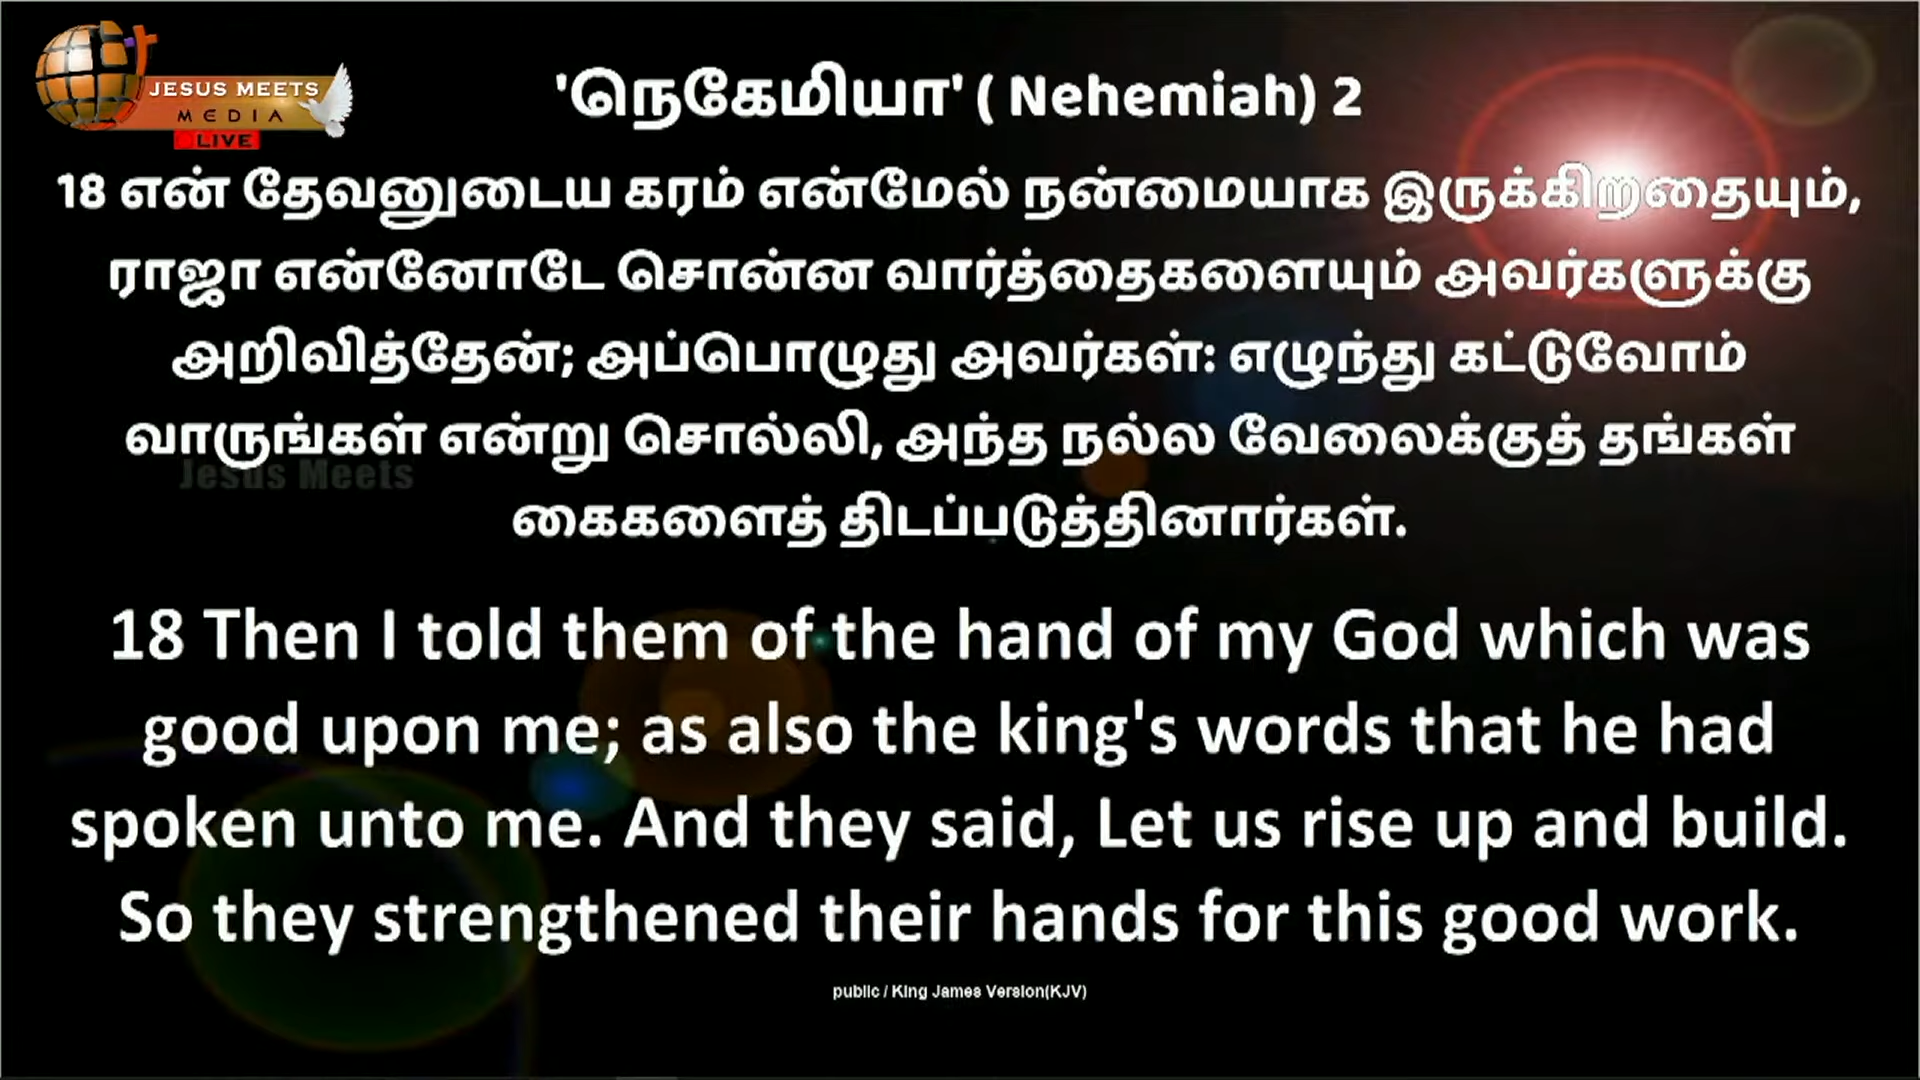 JESUS MEETS
MEDIA
LIVE
'நெகேமியா' ( Nehemiah) 2
18 என் தேவனுடைய கரம் என்மேல் நன்மையாக இருக்கிறதையும்,
ராஜா என்னோடே சொன்ன வார்த்தைகளையும் அவர்களுக்கு
அறிவித்தேன்; அப்பொழுது அவர்கள்: எழுந்து கட்டுவோம்
வாருங்கள் என்று சொல்லி, அந்த நல்ல வேலைக்குத் தங்கள்
Jesus Meets
கைகளைத் திடப்படுத்தினார்கள்.
18 Then I told them of the hand of my God which was
good upon me; as also the king's words that he had
spoken unto me. And they said, Let us rise up and build.
So they strengthened their hands for this good work.
public / King James Version(KJV)